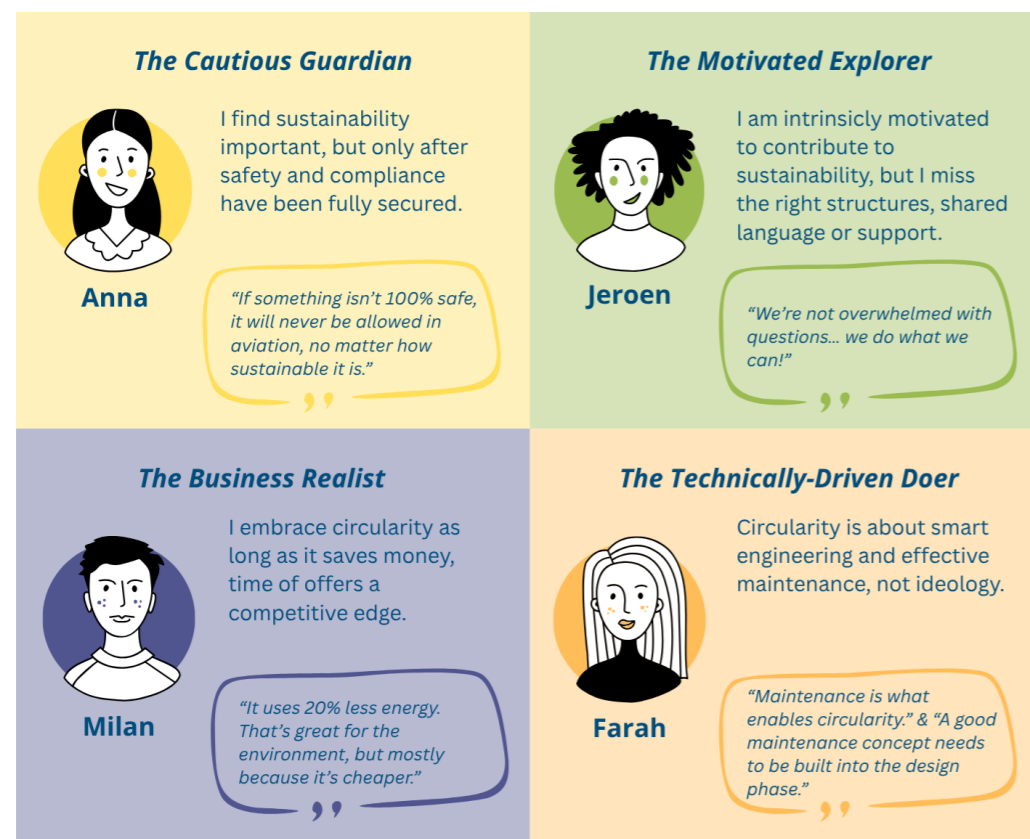 The Cautious Guardian
I find sustainability
important, but only after
safety and compliance
have been fully secured.
Anna
“If something isn’t 100% safe,
it will never be allowed in
aviation, no matter how
sustainable it is.”
The Motivated Explorer
I am intrinsicly motivated
to contribute to
sustainability, but I miss
the right structures, shared
language or support.
Jeroen
“We’re not overwhelmed with
questions... we do what we
can!”
The Business Realist
I embrace circularity as
long as it saves money,
time of offers a
competitive edge.
Milan
“It uses 20% less energy.
That’s great for the
environment, but mostly
because it’s cheaper.”
The Technically-Driven Doer
Circularity is about smart
engineering and effective
maintenance, not ideology.
Farah
“Maintenance is what
enables circularity.” & “A good
maintenance concept needs
to be built into the design
phase.”